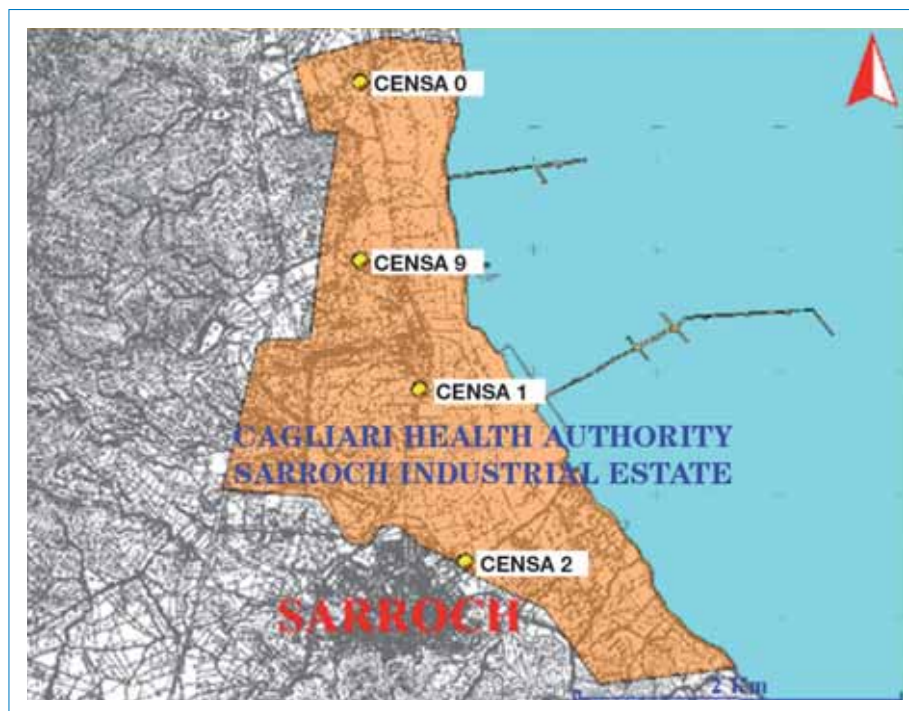 CENSA 0
CENSA 9
CENSA 1
CAGLIARI HEALTH AUTHORITY
SARROCH INDUSTRIAL ESTATE
CENSA 2
SARROCH
2 Km